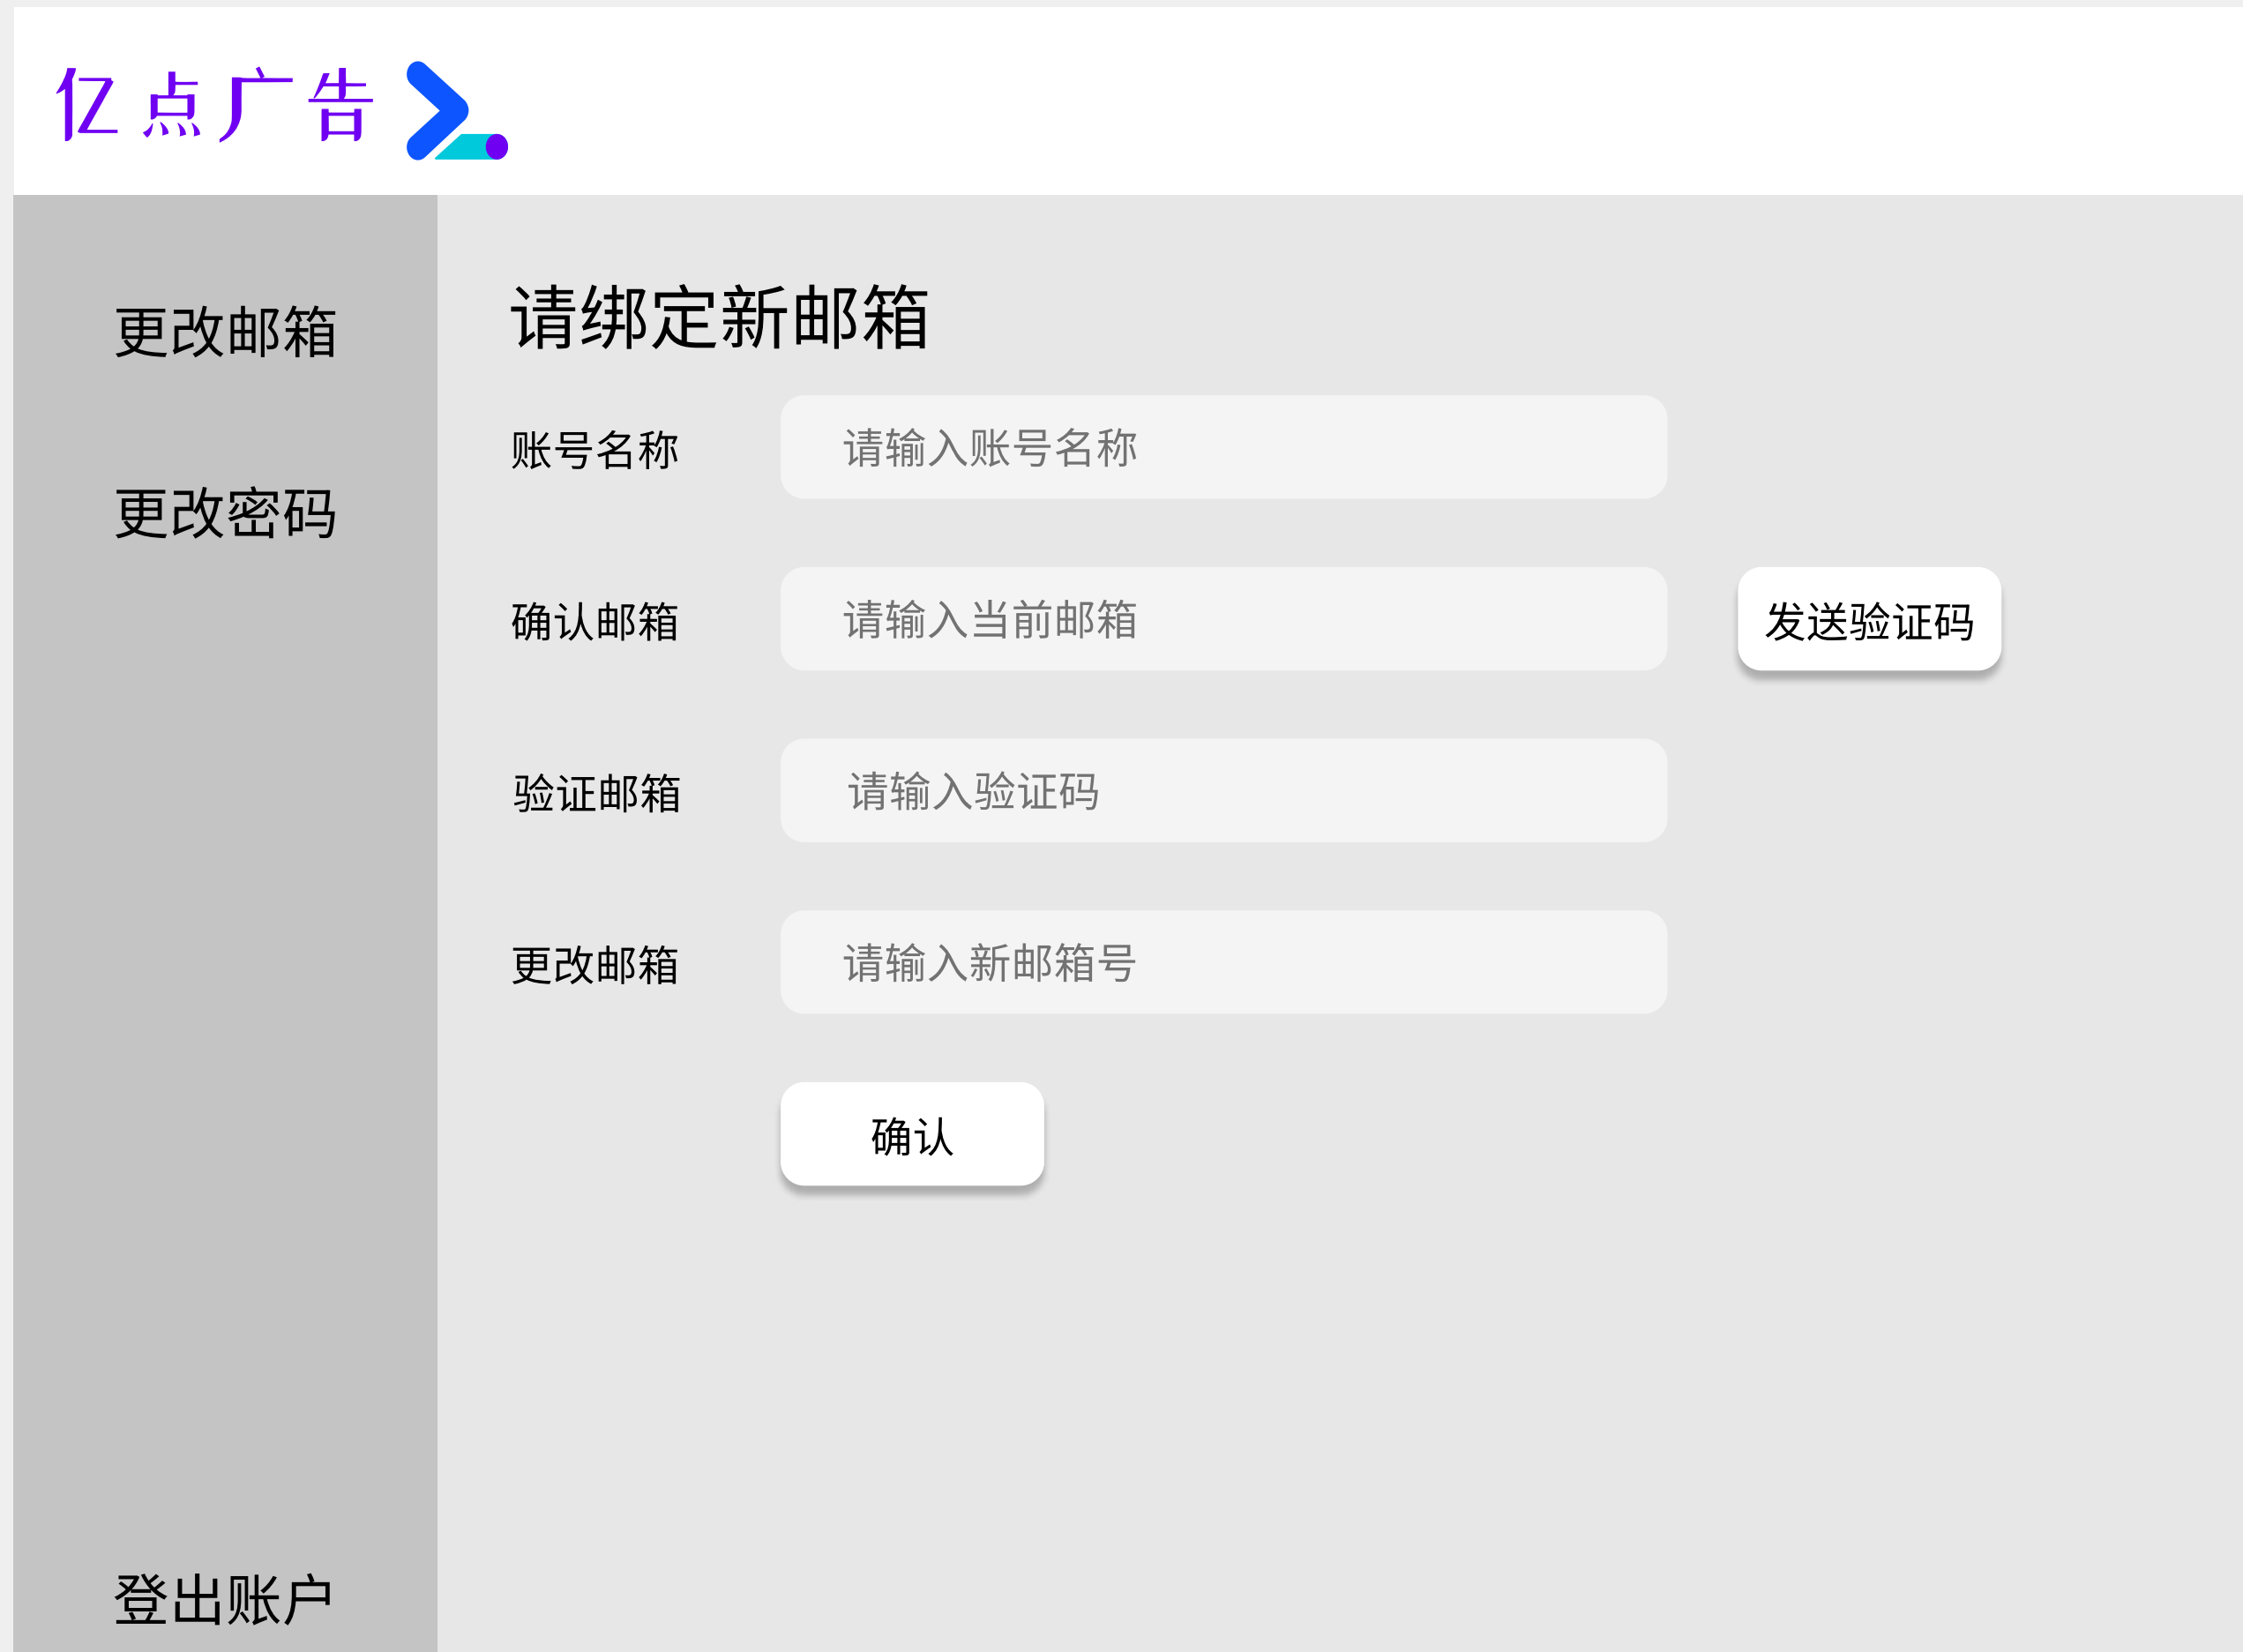 亿点广告
更改邮箱
更改密码
登出账户
请绑定新邮箱
账号名称
请输入账号名称
确认邮箱
请输入当前邮箱
发送验证码
验证邮箱
请输入验证码
更改邮箱
请输入新邮箱号
确认